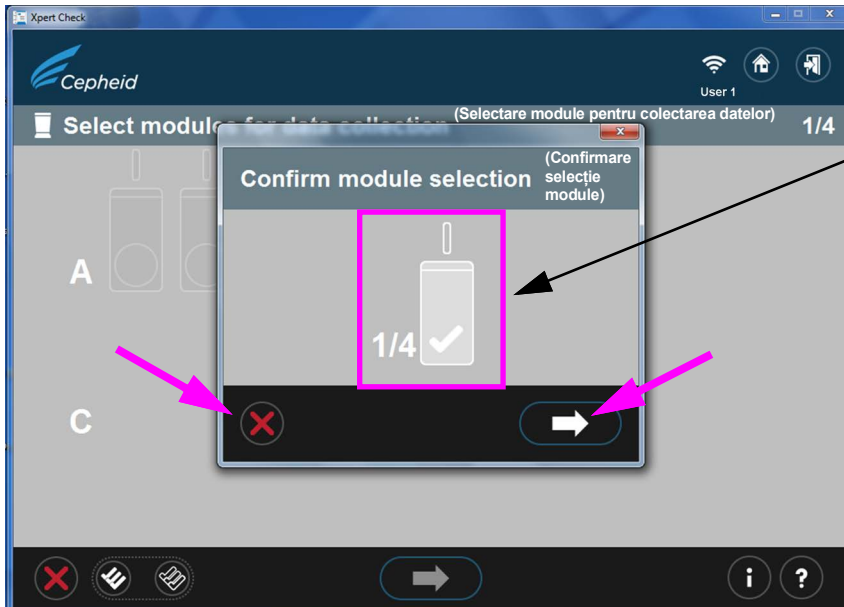 Xpert Check
Cepheid
User 1
Select modules for data collection (Selectare module pentru colectarea datelor) 1/4
Confirm module selection (Confirmare
selecție
module)
A
1/4
C
i ?